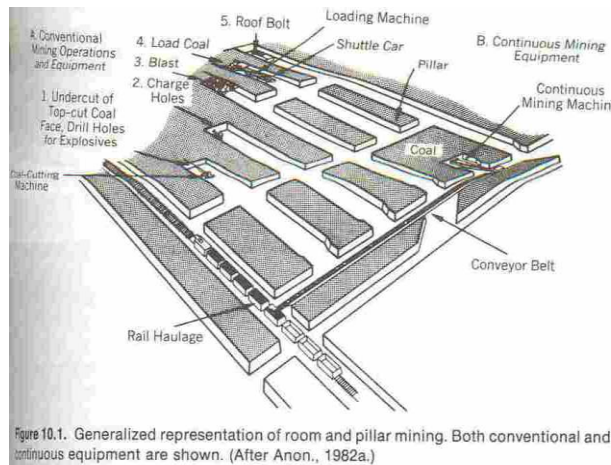 A. Conventional
Mining Operations
and Equipment
5. Roof Bolt
4. Load Coal
3. Blast
2. Charge
Holes
1. Undercut of
Top-cut Coal
Face, Drill Holes
for Explosives
Coal-Cutting
Machine
Loading Machine
Shuttle Car
Pillar
B. Continuous Mining
Equipment
Continuous
Mining Machin
Coal
Conveyor Belt
Rail Haulage
Figure 10.1. Generalized representation of room and pillar mining. Both conventional and
continuous equipment are shown. (After Anon., 1982a.)